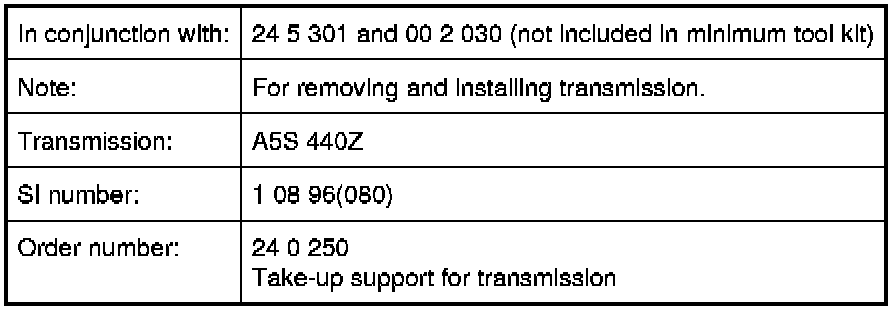 In conjunction with: 24 5 301 and 00 2 030 (not included in minimum tool kit)
Note: For removing and installing transmission.
Transmission: A5S 440Z
SI number: 1 08 96(080)
Order number: 24 0 250
Take-up support for transmission